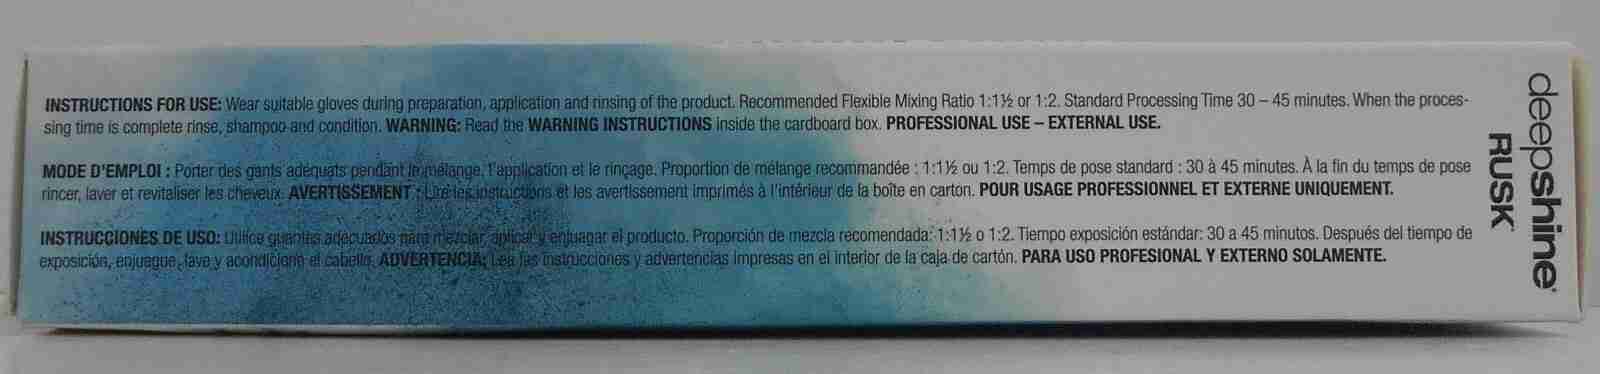 INSTRUCTIONS FOR USE: Wear suitable gloves during preparation, application and rinsing of the product. Recommended Flexible Mixing Ratio 1:1½ or 1:2. Standard Processing Time 30 – 45 minutes. When the proces-
sing time is complete rinse, shampoo and condition. WARNING: Read the WARNING INSTRUCTIONS inside the cardboard box. PROFESSIONAL USE – EXTERNAL USE.
MODE D'EMPLOI : Porter des gants adéquats pendant le mélange, l'application et le rinçage. Proportion de mélange recommandée : 1:1½ ou 1:2. Temps de pose standard : 30 à 45 minutes. À la fin du temps de pose
rincer, laver et revitaliser les cheveux. AVERTISSEMENT : Lire les instructions et les avertissement imprimés à l'intérieur de la boîte en carton. POUR USAGE PROFESSIONNEL ET EXTERNE UNIQUEMENT.
INSTRUCCIONES DE USO: Utilice guantes adecuados para mezclar, aplicar y enjuagar el producto. Proporción de mezcla recomendada: 1:1½ o 1:2. Tiempo exposición estándar: 30 a 45 minutos. Después del tiempo de
exposición, enjuague, lave y acondicione el cabello. ADVERTENCIA: Lea las instrucciones y advertencias impresas en el interior de la caja de cartón. PARA USO PROFESIONAL Y EXTERNO SOLAMENTE.
deepshine®
RUSK